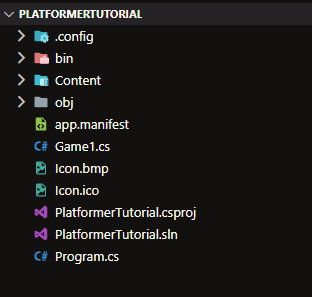 PLATFORMERTUTORIAL
.config
bin
Content
obj
app.manifest
C# Game1.cs
Icon.bmp
Icon.ico
PlatformerTutorial.csproj
PlatformerTutorial.sln
C# Program.cs